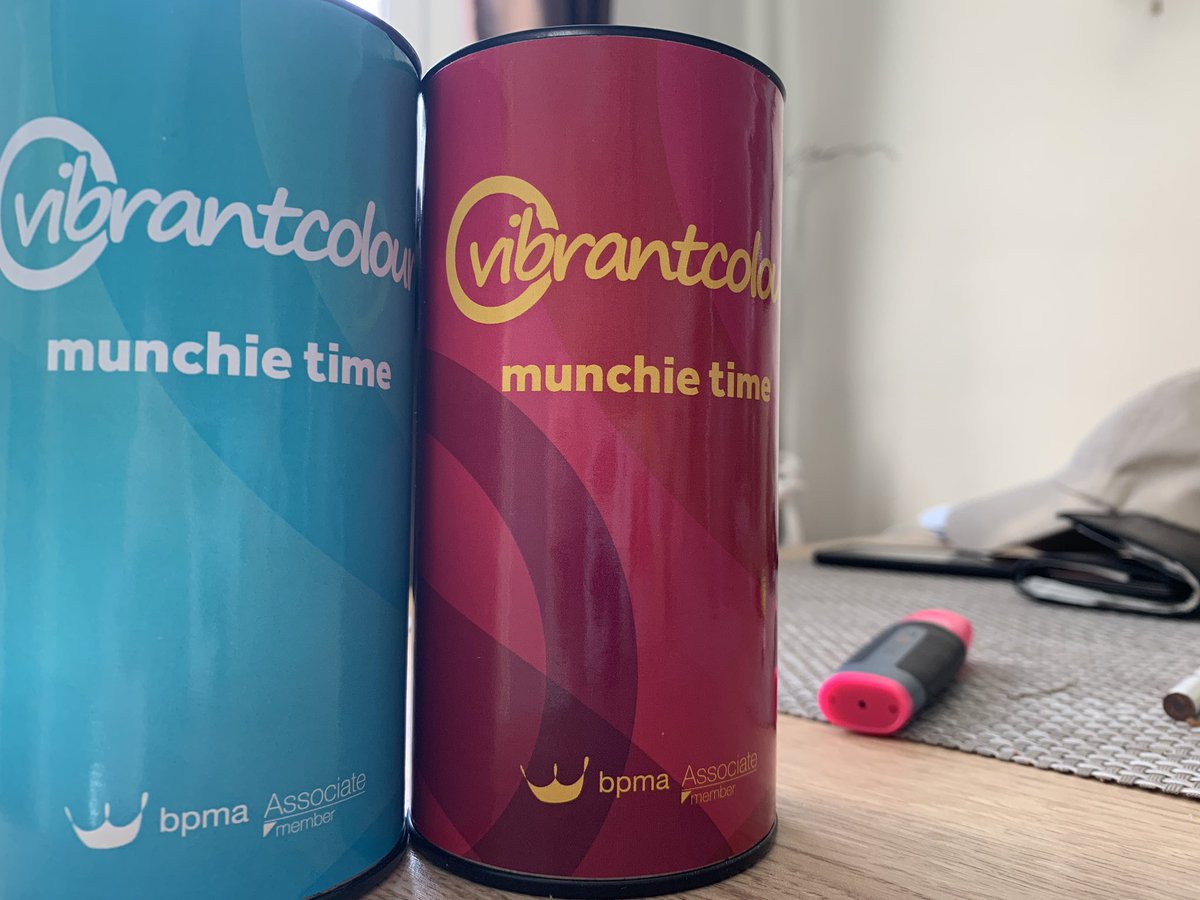 vibrantcolour
munchie time
bpma Associate
member
vibrantcolou
munchie time
bpma Associate
member